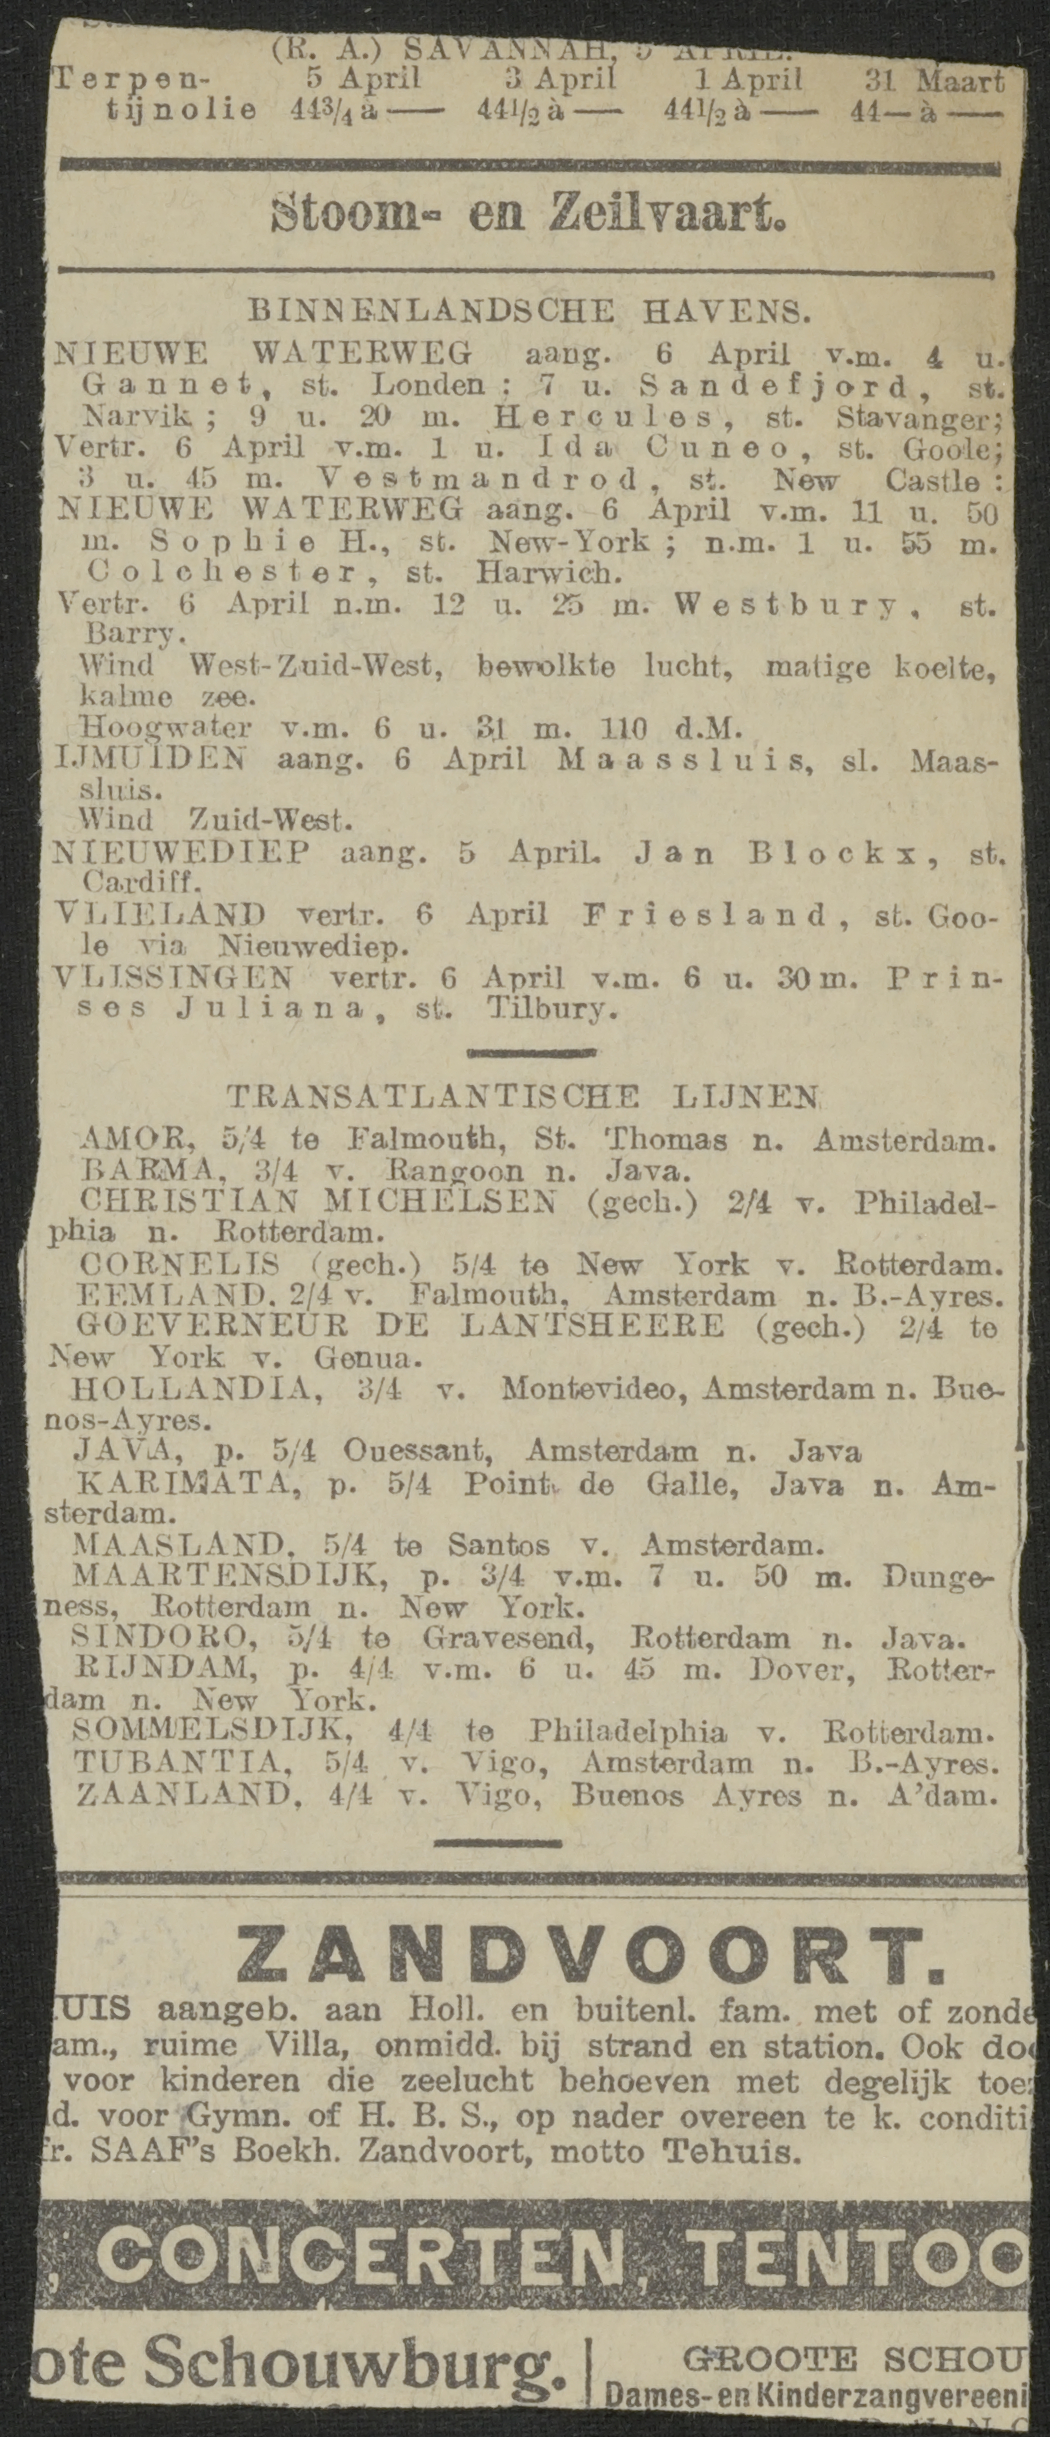 (R. A.) SAVANNAH, 5 APRIL.
Terpen- 5 April 3 April 1 April 31 Maart
tijnolie 443/4 à — 441/2 à — 441/2 à — 44— à —
Stoom- en Zeilvaart.
BINNENLANDSCHE HAVENS.
NIEUWE WATERWEG aang. 6 April v.m. 4 u.
Gannet, st. Londen; 7 u. Sandefjord, st.
Narvik; 9 u. 20 m. Hercules, st. Stavanger;
Vertr. 6 April v.m. 1 u. Ida Cuneo, st. Goole;
3 u. 45 m. Vestmandrod, st. New Castle:
NIEUWE WATERWEG aang. 6 April v.m. 11 u. 50
m. Sophie H., st. New-York; n.m. 1 u. 55 m.
Colchester, st. Harwich.
Vertr. 6 April n.m. 12 u. 25 m. Westbury, st.
Barry.
Wind West-Zuid-West, bewolkte lucht, matige koelte,
kalme zee.
Hoogwater v.m. 6 u. 31 m. 110 d.M.
IJMUIDEN aang. 6 April Maassluis, sl. Maas-
sluis.
Wind Zuid-West.
NIEUWEDIEP aang. 5 April. Jan Blockx, st.
Cardiff.
VLIELAND vertr. 6 April Friesland, st. Goo-
le via Nieuwediep.
VLISSINGEN vertr. 6 April v.m. 6 u. 30 m. Prin-
ses Juliana, st. Tilbury.
TRANSATLANTISCHE LIJNEN
AMOR, 5/4 te Falmouth, St. Thomas n. Amsterdam.
BARMA, 3/4 v. Rangoon n. Java.
CHRISTIAN MICHELSEN (gech.) 2/4 v. Philadel-
phia n. Rotterdam.
CORNELIS (gech.) 5/4 te New York v. Rotterdam.
EEMLAND, 2/4 v. Falmouth, Amsterdam n. B.-Ayres.
GOEVERNEUR DE LANTSHEERE (gech.) 2/4 te
New York v. Genua.
HOLLANDIA, 3/4 v. Montevideo, Amsterdam n. Bue-
nos-Ayres.
JAVA, p. 5/4 Ouessant, Amsterdam n. Java
KARIMATA, p. 5/4 Point de Galle, Java n. Am-
sterdam.
MAASLAND, 5/4 te Santos v. Amsterdam.
MAARTENSDIJK, p. 3/4 v.m. 7 u. 50 m. Dunge-
ness, Rotterdam n. New York.
SINDORO, 5/4 te Gravesend, Rotterdam n. Java.
RIJNDAM, p. 4/4 v.m. 6 u. 45 m. Dover, Rotter-
dam n. New York.
SOMMELSDIJK, 4/4 te Philadelphia v. Rotterdam.
TUBANTIA, 5/4 v. Vigo, Amsterdam n. B.-Ayres.
ZAANLAND, 4/4 v. Vigo, Buenos Ayres n. A'dam.
ZANDVOORT.
UIS aangeb. aan Holl. en buitenl. fam. met of zonde
am., ruime Villa, onmidd. bij strand en station. Ook do
voor kinderen die zeelucht behoeven met degelijk toe
d. voor Gymn. of H. B. S., op nader overeen te k. conditi
fr. SAAF's Boekh. Zandvoort, motto Tehuis.
, CONCERTEN, TENTOO
ote Schouwburg.
GROOTE SCHOU
Dames- en Kinderzangvereeni